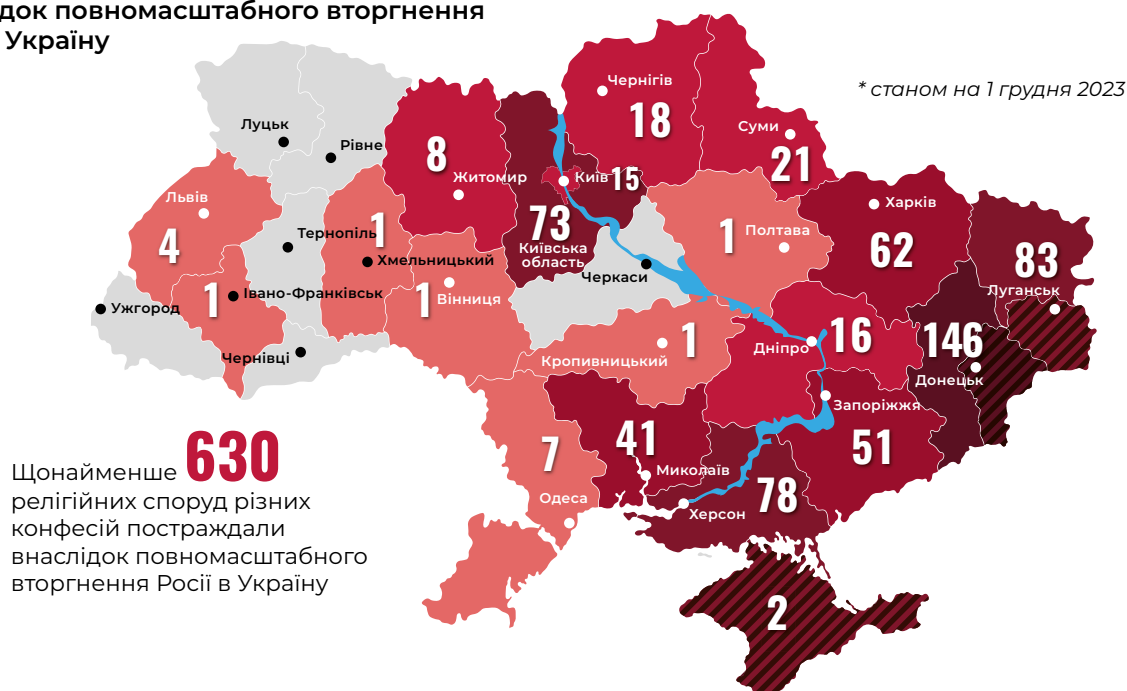 док повномасштабного вторгнення
Україну
* станом на 1 грудня 2023
Чернігів
18
Суми
21
Луцьк
Рівне
8
Житомир
Київ 15
73
Київська
область
Львів
4
Тернопіль
1
Хмельницький
1
Івано-Франківськ
Ужгород
Чернівці
1
Вінниця
Черкаси
1
Полтава
Харків
62
83
Луганськ
146
Донецьк
16
Дніпро
Кропивницький
1
Запоріжжя
51
41
Миколаїв
7
Одеса
78
Херсон
2
Щонайменше 630
релігійних споруд різних
конфесій постраждали
внаслідок повномасштабного
вторгнення Росії в Україну